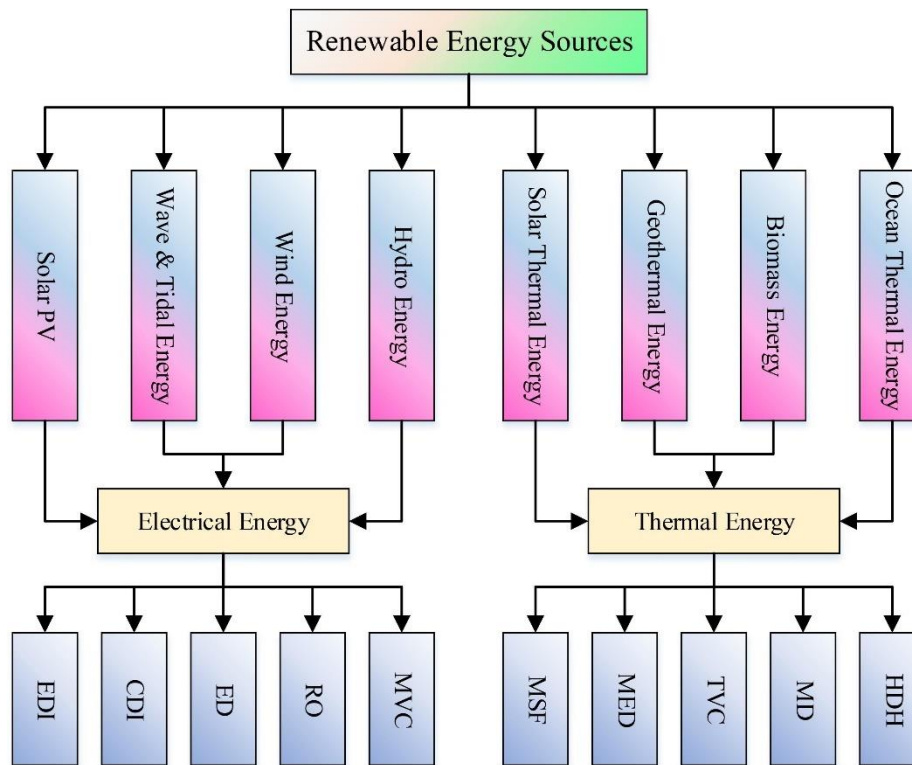 Renewable Energy Sources
Solar PV
Wave & Tidal Energy
Wind Energy
Hydro Energy
Solar Thermal Energy
Geothermal Energy
Biomass Energy
Ocean Thermal Energy
Electrical Energy
Thermal Energy
EDI
CDI
ED
RO
MVC
MSF
MED
TVC
MD
HDH